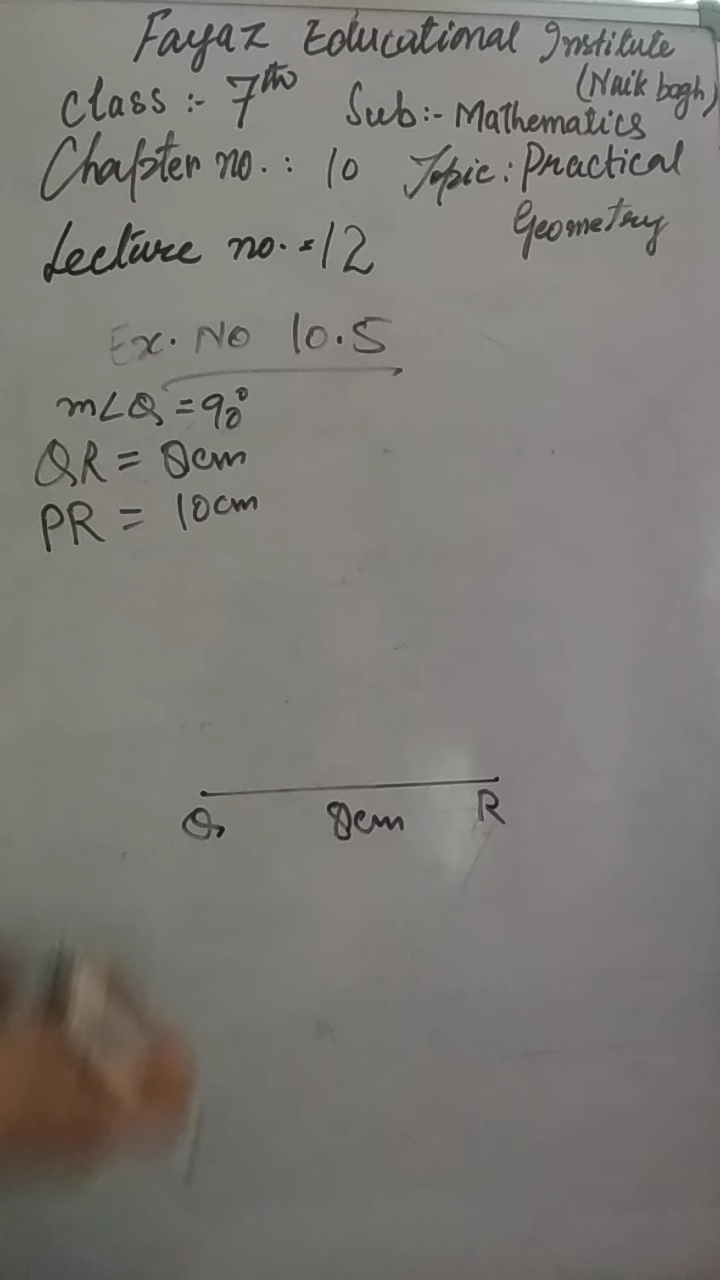 Fayaz Educational Institute
(Naik bagh)
Class :- 7th Sub:- Mathematics
Chapter no. : 10 Topic : Practical Geometry
Lecture no. = 12
Ex. No 10.5
m∠Q = 90°
QR = 8cm
PR = 10cm
Q 8cm R